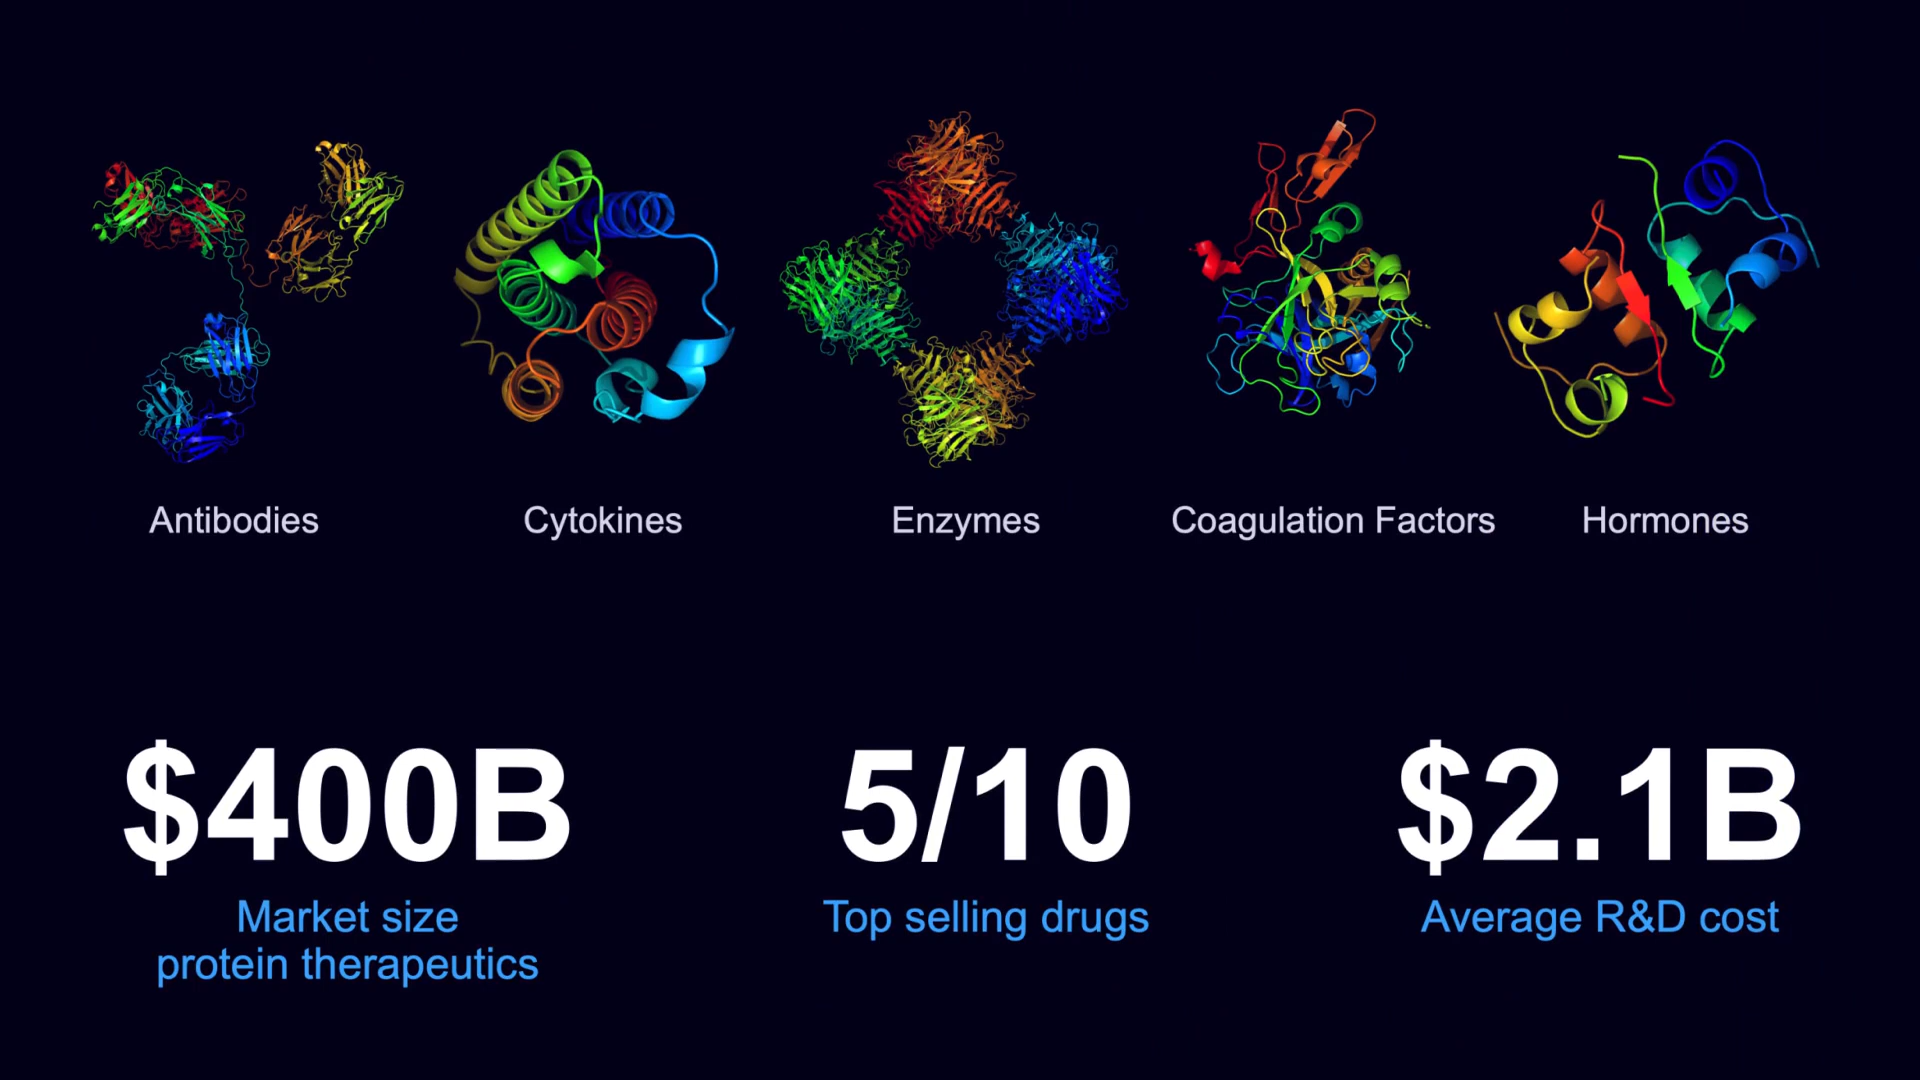 Antibodies
Cytokines
Enzymes
Coagulation Factors
Hormones
$400B
Market size
protein therapeutics
5/10
Top selling drugs
$2.1B
Average R&D cost